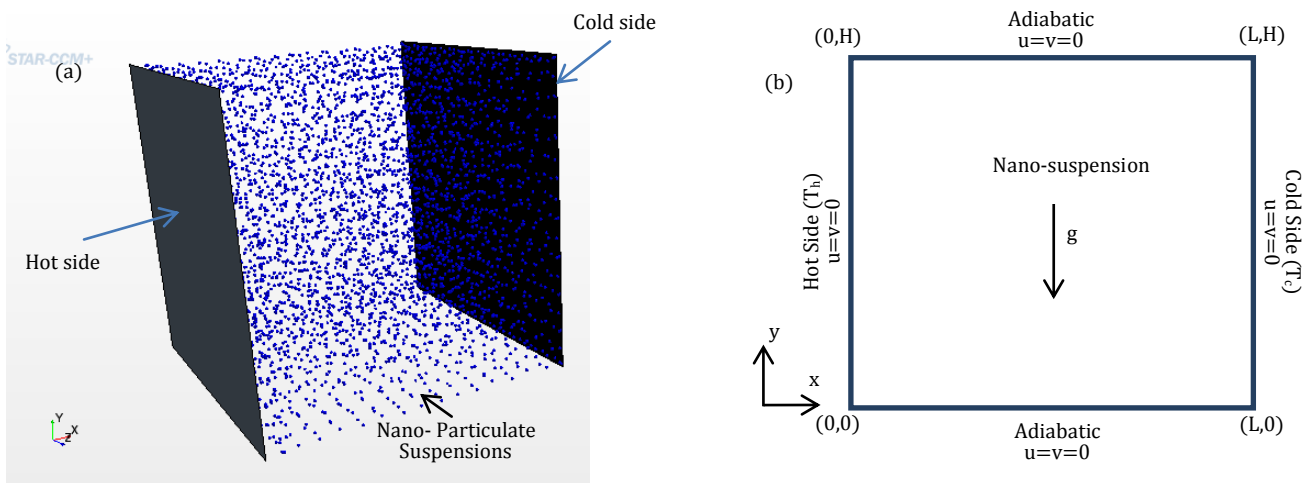 Cold side
STAR-CCM+
(a)
Hot side
Nano- Particulate
Suspensions
Y
X
Z
Adiabatic
u=v=0
(0,H)
(L,H)
(b)
Nano-suspension
Hot Side (Th)
u=v=0
g
Cold Side (Tc)
u=v=0
y
x
(0,0)
(L,0)
Adiabatic
u=v=0